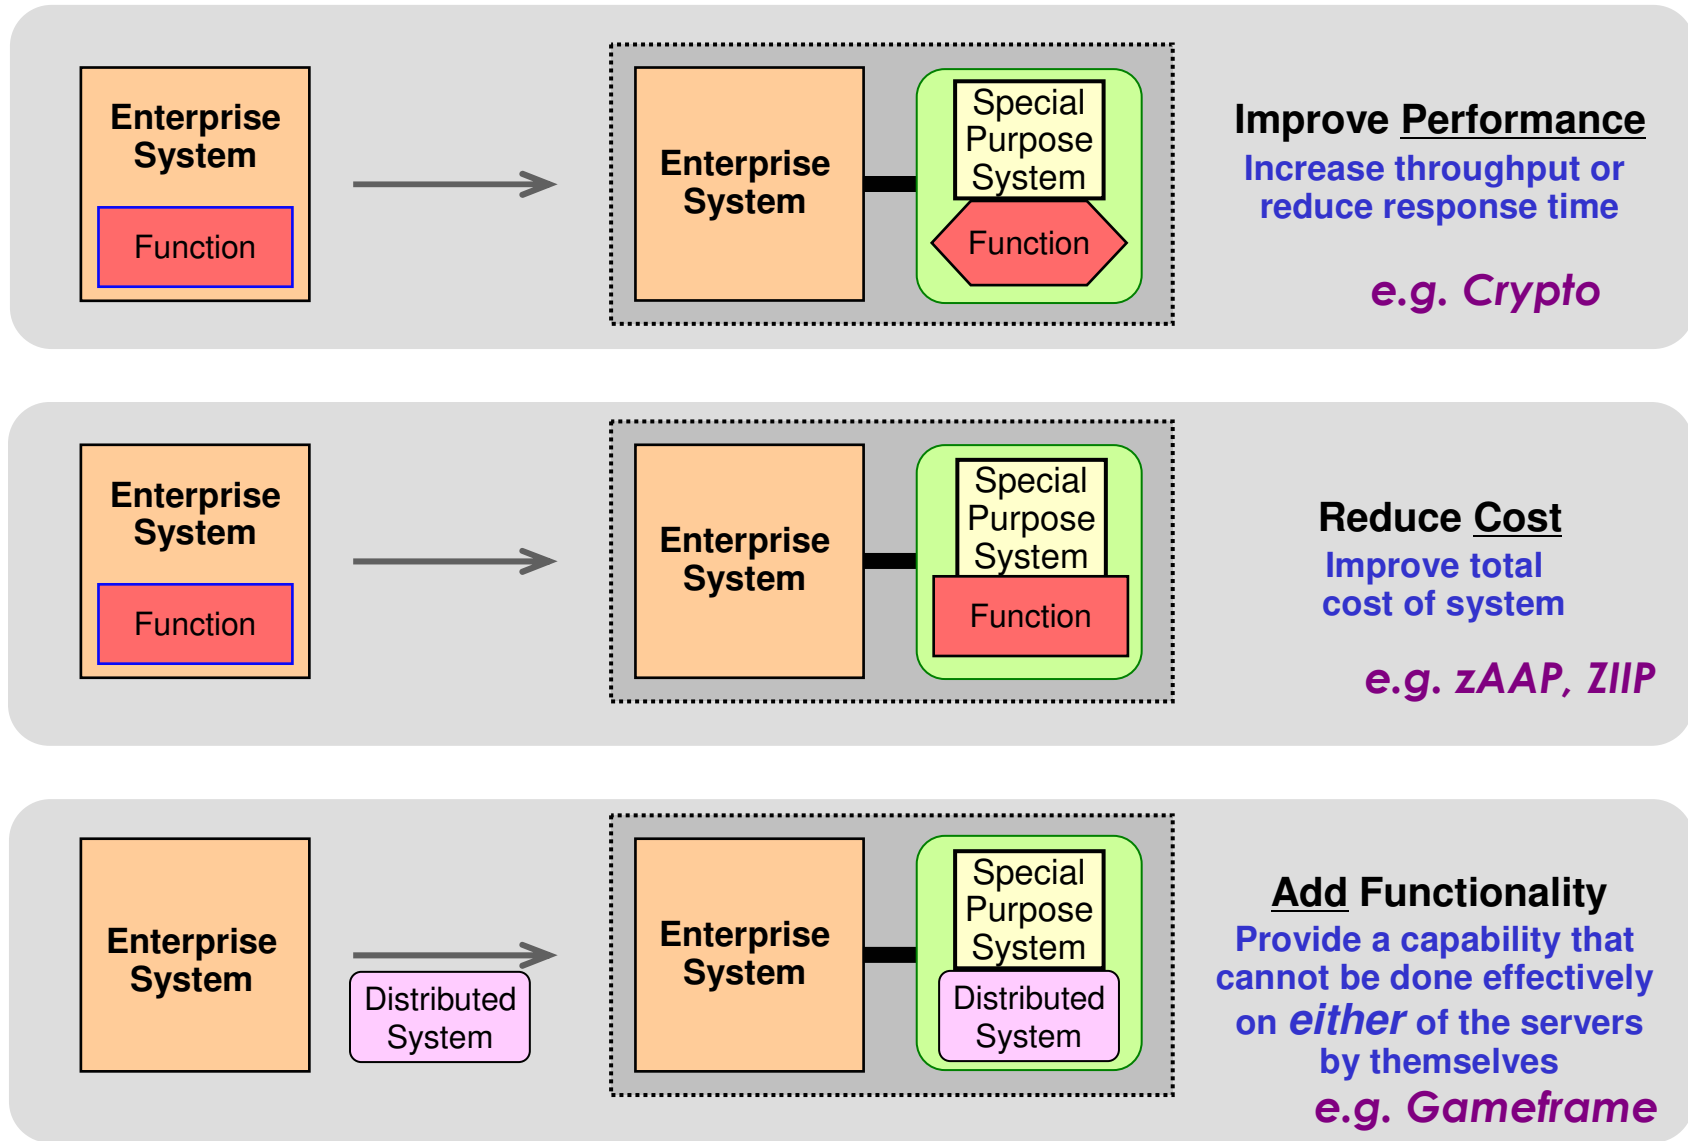 Enterprise
System
Function
Enterprise
System
Special
Purpose
System
Function
Improve Performance
Increase throughput or
reduce response time
e.g. Crypto
Enterprise
System
Function
Enterprise
System
Special
Purpose
System
Function
Reduce Cost
Improve total
cost of system
e.g. zAAP, ZIIP
Enterprise
System
Distributed
System
Enterprise
System
Special
Purpose
System
Distributed
System
Add Functionality
Provide a capability that
cannot be done effectively
on either of the servers
by themselves
e.g. Gameframe